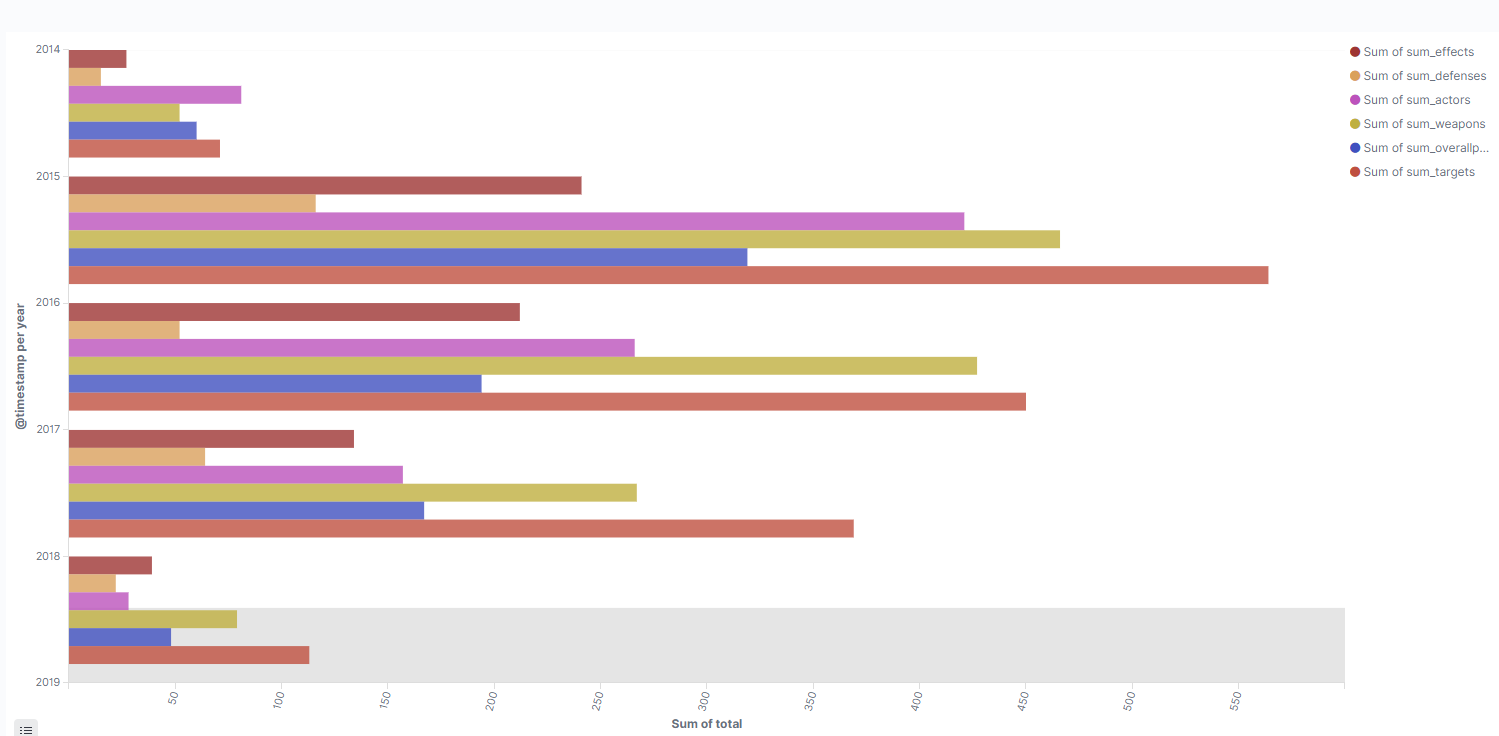 2014
2015
2016
2017
2018
2019
@timestamp per year
50
100
150
200
250
300
350
400
450
500
550
Sum of total
Sum of sum_effects
Sum of sum_defenses
Sum of sum_actors
Sum of sum_weapons
Sum of sum_overallp...
Sum of sum_targets